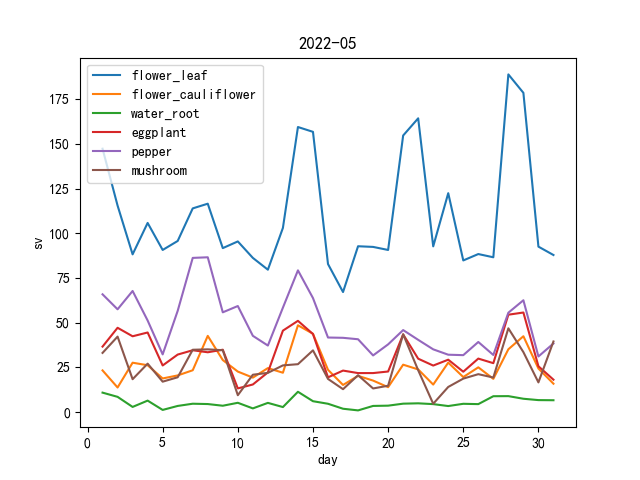 2022-05
flower_leaf
flower_cauliflower
water_root
eggplant
pepper
mushroom
175
150
125
100
75
50
25
0
sv
0 5 10 15 20 25 30
day